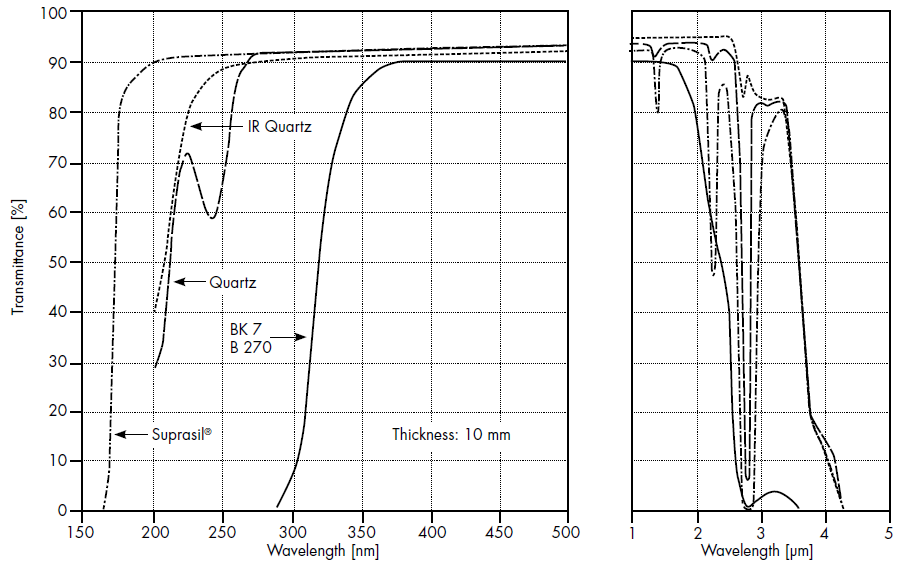 100
90
80
70
60
50
40
30
20
10
0
Transmittance [%]
IR Quartz
Quartz
BK 7
B 270
Suprasil®
Thickness: 10 mm
150 200 250 300 350 400 450 500
Wavelength [nm]
1 2 3 4 5
Wavelength [µm]